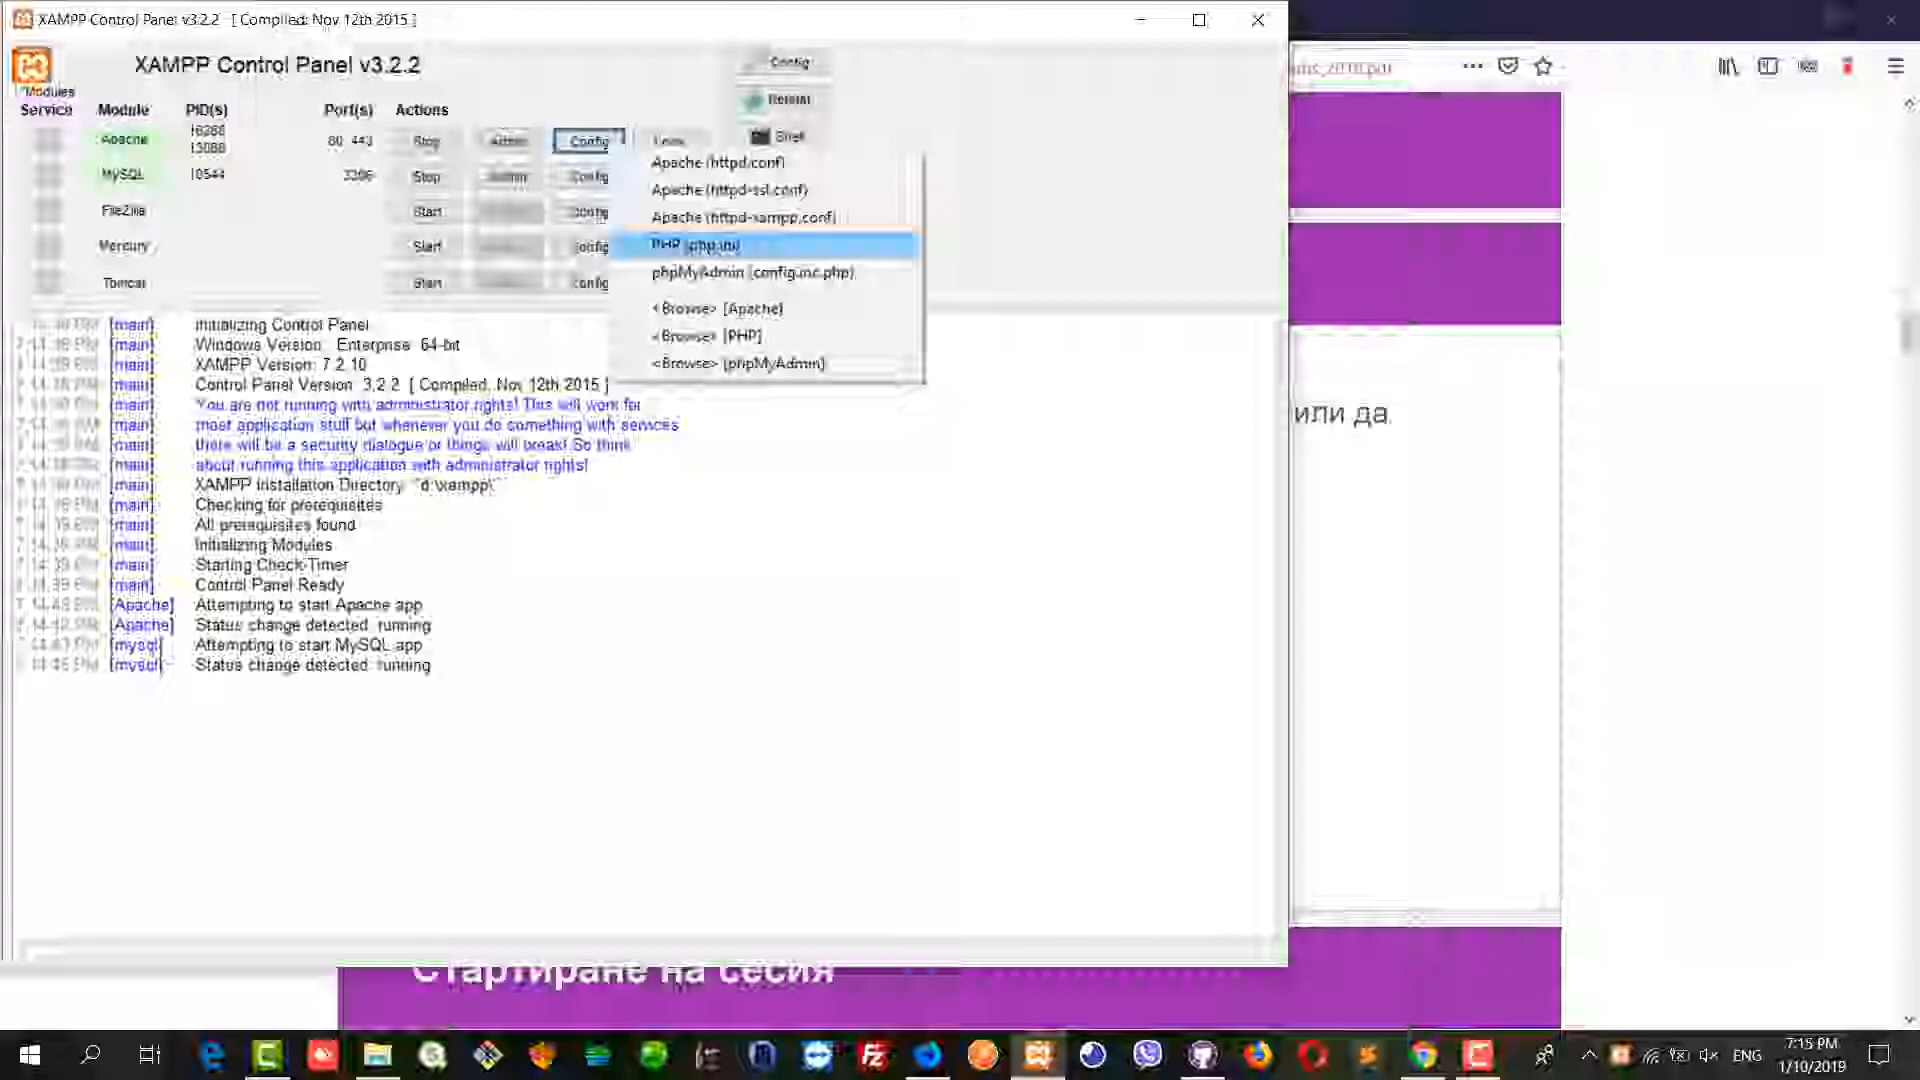 XAMPP Control Panel v3.2.2 [ Compiled: Nov 12th 2015 ]
XAMPP Control Panel v3.2.2
Config
Modules
Service Module PID(s) Port(s) Actions
Shell
Apache 13088 80, 443 Stop Admin Config Logs
MySQL 10544 3306 Stop Admin Config
FileZilla Start Config
Mercury Start Config
Tomcat Start Config
Apache (httpd.conf)
Apache (httpd-ssl.conf)
Apache (httpd-xampp.conf)
PHP (php.ini)
phpMyAdmin (config.inc.php)
<Browse> [Apache]
<Browse> [PHP]
<Browse> [phpMyAdmin]
[main] Initializing Control Panel
[main] Windows Version: Enterprise 64-bit
[main] XAMPP Version: 7.2.10
[main] Control Panel Version: 3.2.2 [ Compiled: Nov 12th 2015 ]
[main] You are not running with administrator rights! This will work for
[main] most application stuff but whenever you do something with services
[main] there will be a security dialogue or things will break! So think
[main] about running this application with administrator rights!
[main] XAMPP Installation Directory: "d:\xampp\"
[main] Checking for prerequisites
[main] All prerequisites found
[main] Initializing Modules
[main] Starting Check-Timer
[main] Control Panel Ready
[Apache] Attempting to start Apache app
[Apache] Status change detected: running
[mysql] Attempting to start MySQL app
[mysql] Status change detected: running
или да
Стартиране на сесия
ENG
7:15 PM
1/10/2019